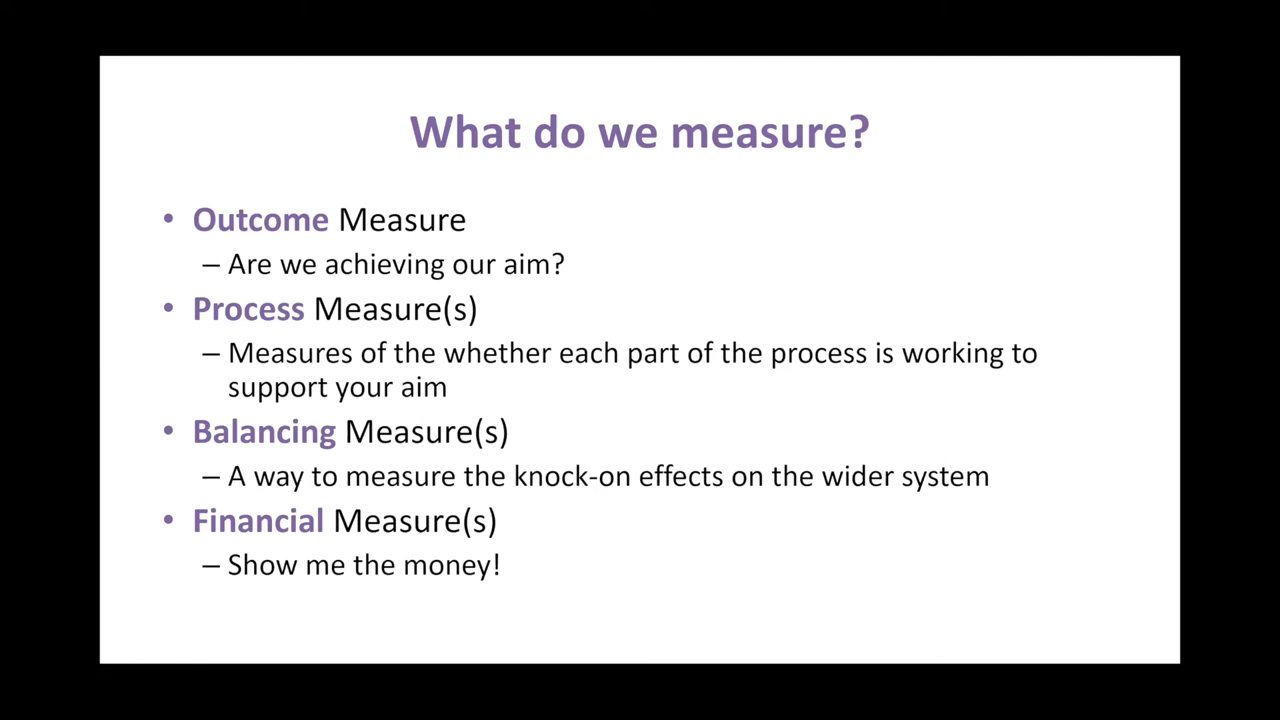 What do we measure?
• Outcome Measure
– Are we achieving our aim?
• Process Measure(s)
– Measures of the whether each part of the process is working to
support your aim
• Balancing Measure(s)
– A way to measure the knock-on effects on the wider system
• Financial Measure(s)
– Show me the money!